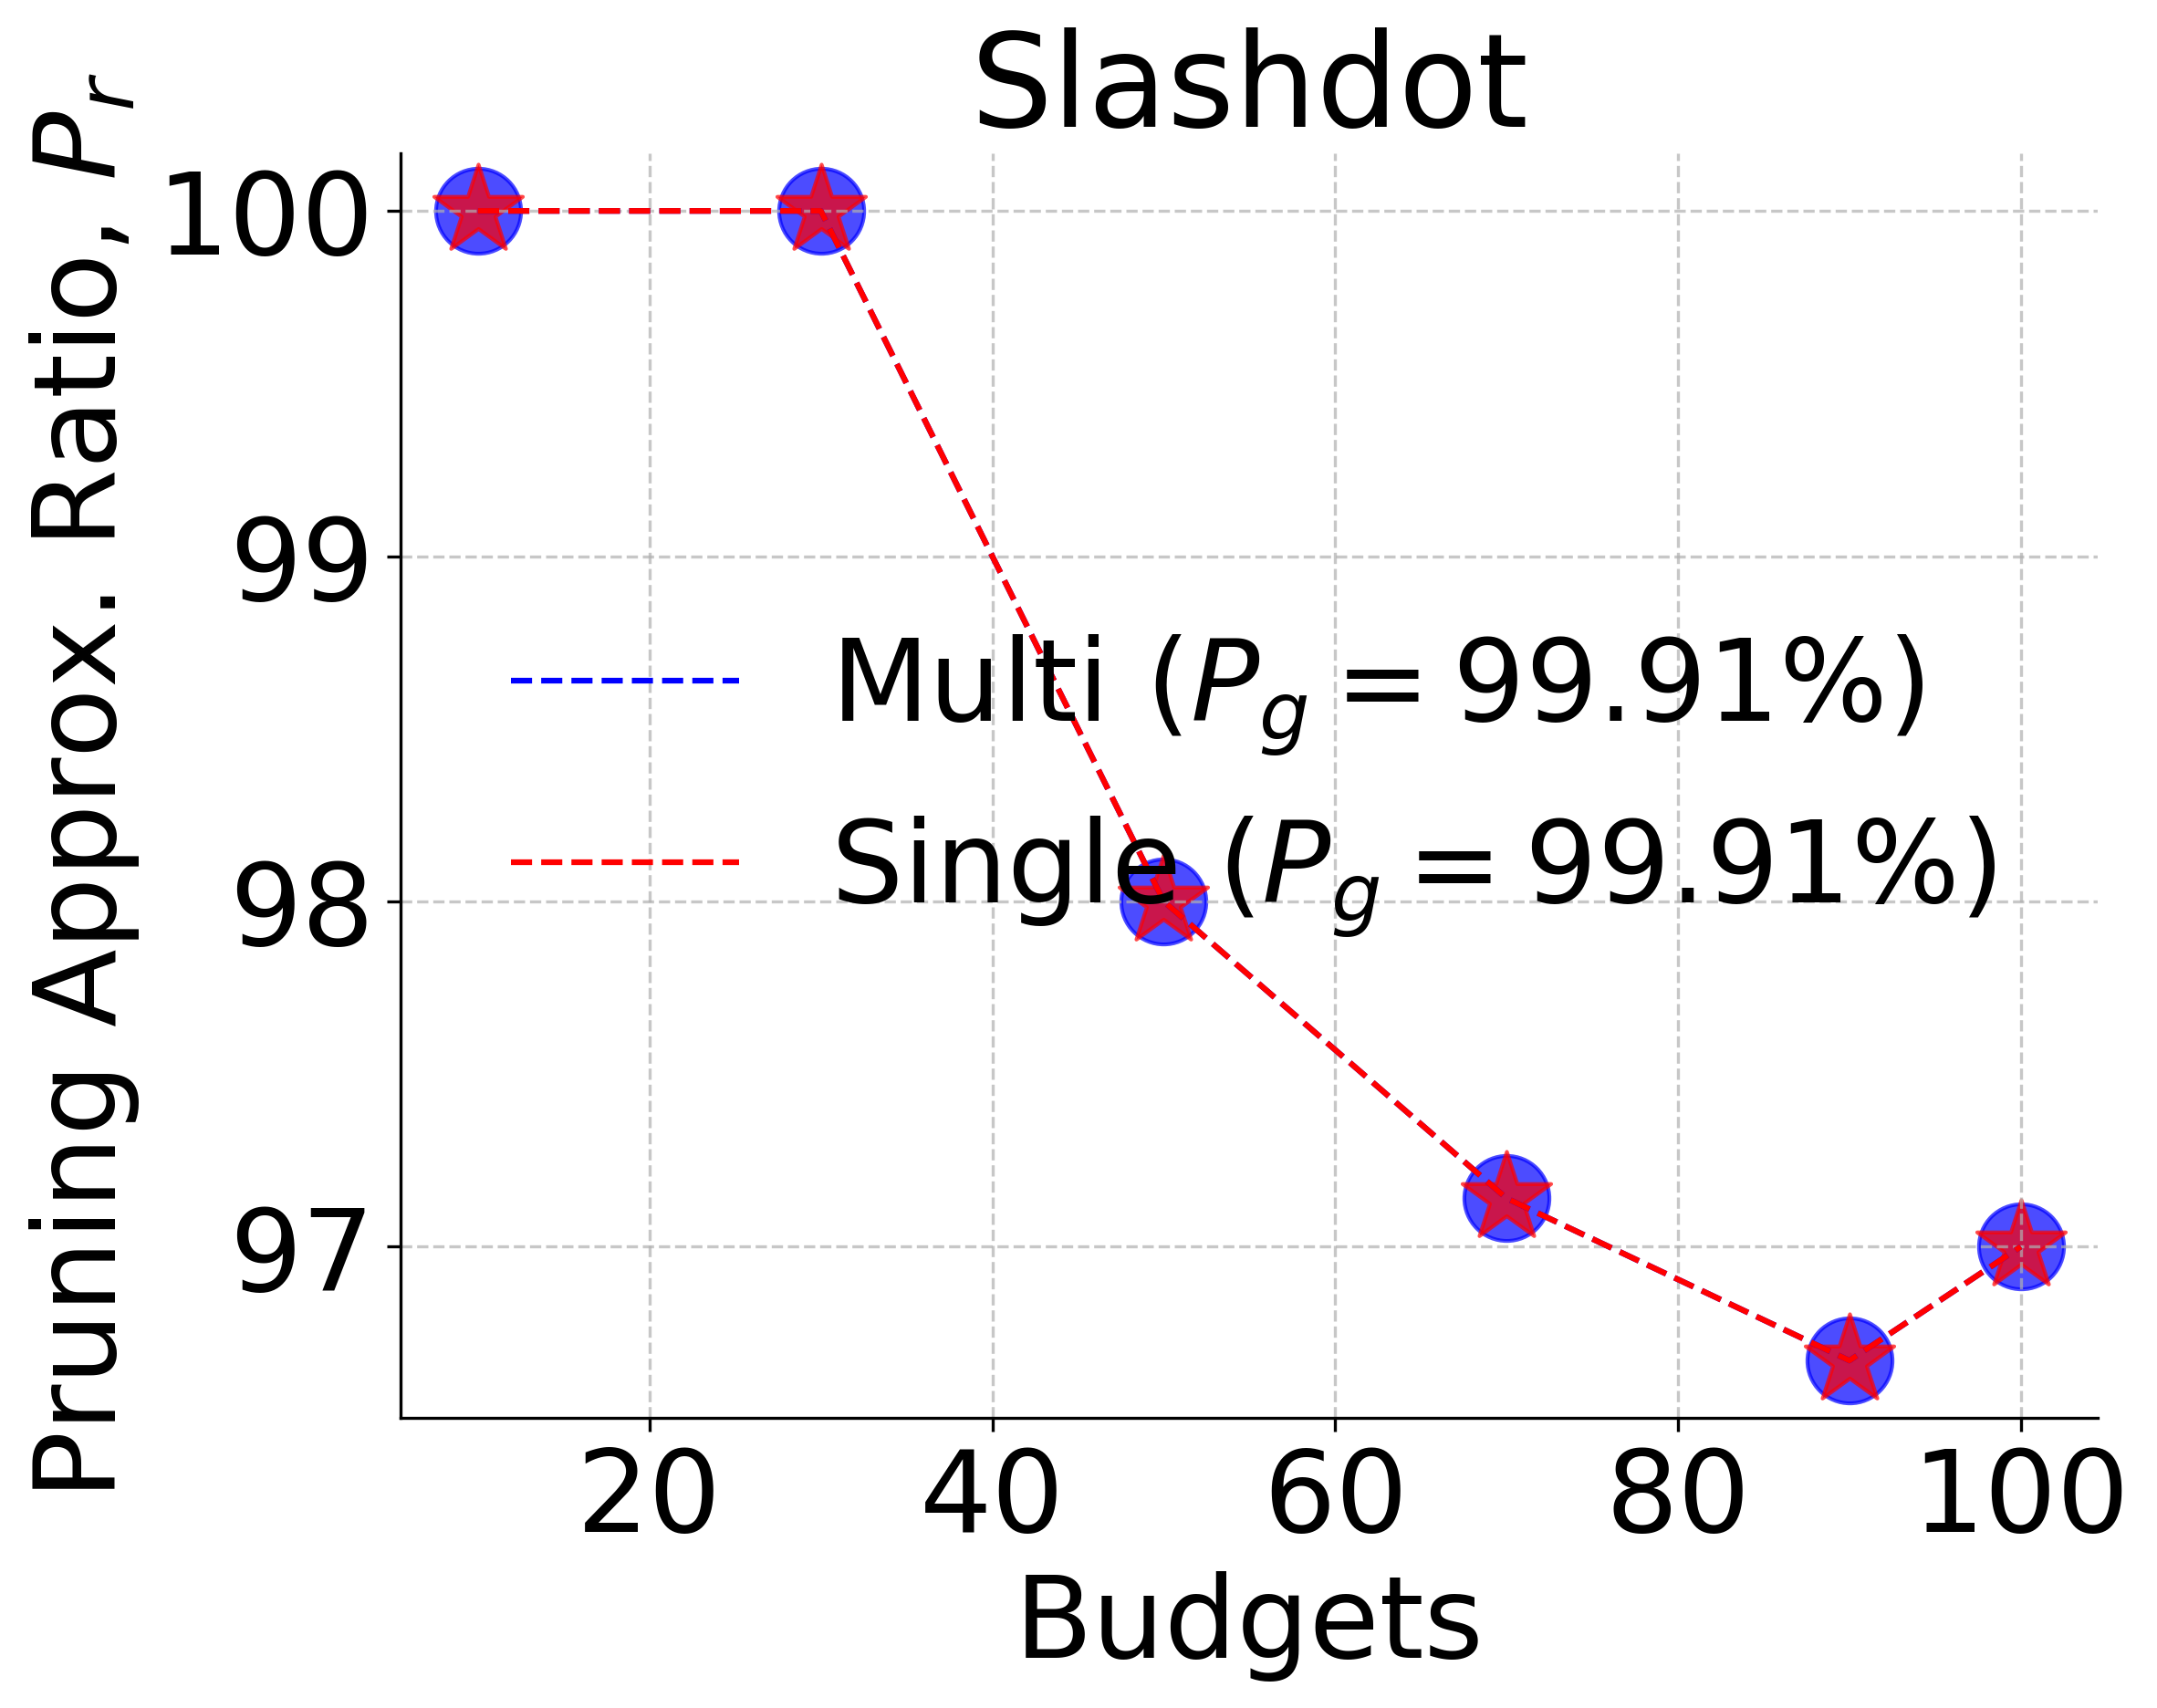 Slashdot
Pruning Approx. Ratio, P_r
100
99
98
97
Multi (P_g = 99.91%)
Single (P_g = 99.91%)
20 40 60 80 100
Budgets